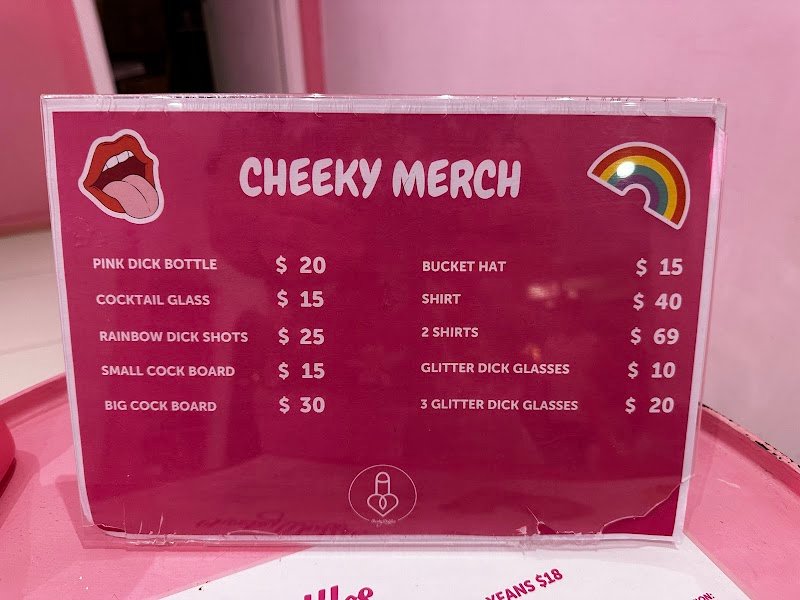 CHEEKY MERCH
PINK DICK BOTTLE $ 20
COCKTAIL GLASS $ 15
RAINBOW DICK SHOTS $ 25
SMALL COCK BOARD $ 15
BIG COCK BOARD $ 30
BUCKET HAT $ 15
SHIRT $ 40
2 SHIRTS $ 69
GLITTER DICK GLASSES $ 10
3 GLITTER DICK GLASSES $ 20
$18